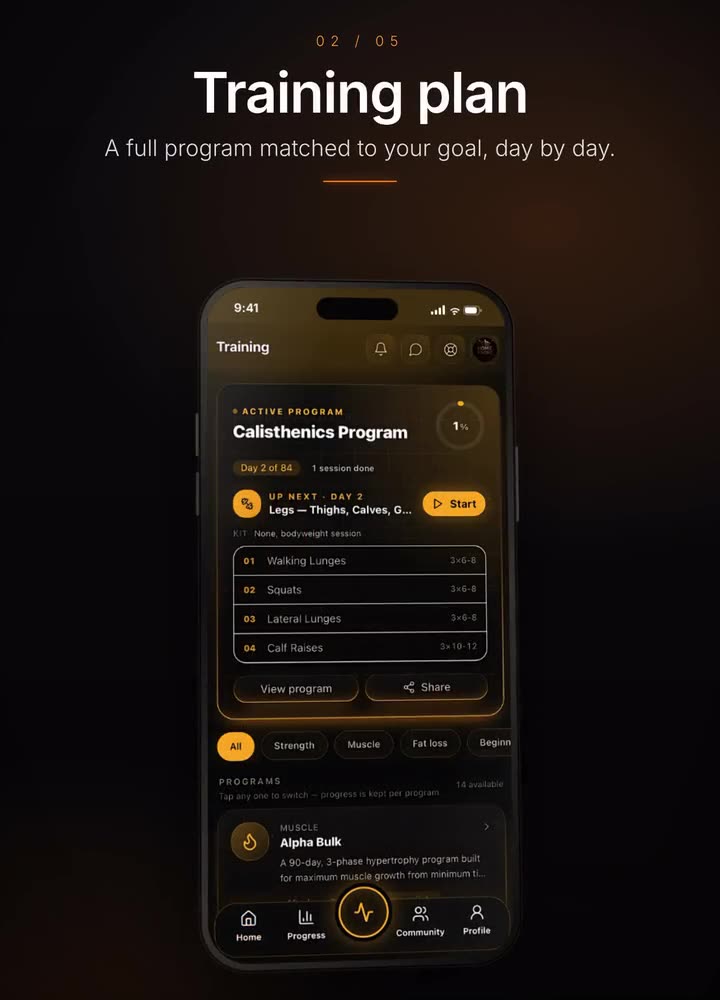 02 / 05
Training plan
A full program matched to your goal, day by day.
9:41
Training
ACTIVE PROGRAM
Calisthenics Program
1%
Day 2 of 84
1 session done
UP NEXT · DAY 2
Legs — Thighs, Calves, G...
Start
KIT None, bodyweight session
01 Walking Lunges 3×6-8
02 Squats 3×6-8
03 Lateral Lunges 3×6-8
04 Calf Raises 3×10-12
View program
Share
All
Strength
Muscle
Fat loss
Beginn
PROGRAMS
14 available
Tap any one to switch — progress is kept per program
MUSCLE
Alpha Bulk
A 90-day, 3-phase hypertrophy program built
for maximum muscle growth from minimum ti...
Home
Progress
Community
Profile